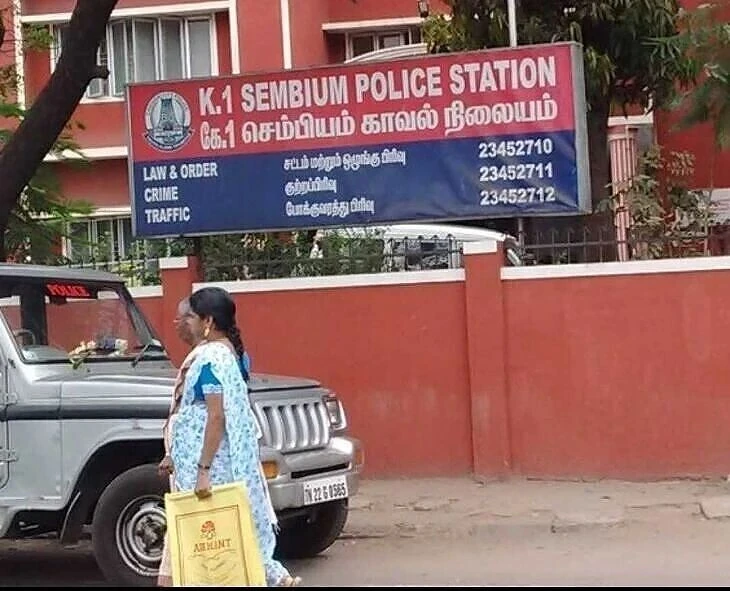 K.1 SEMBIUM POLICE STATION
கே.1 செம்பியம் காவல் நிலையம்
LAW & ORDER சட்டம் மற்றும் ஒழுங்கு பிரிவு 23452710
CRIME குற்றப்பிரிவு 23452711
TRAFFIC போக்குவரத்து பிரிவு 23452712
POLICE
TN 22 G 0565